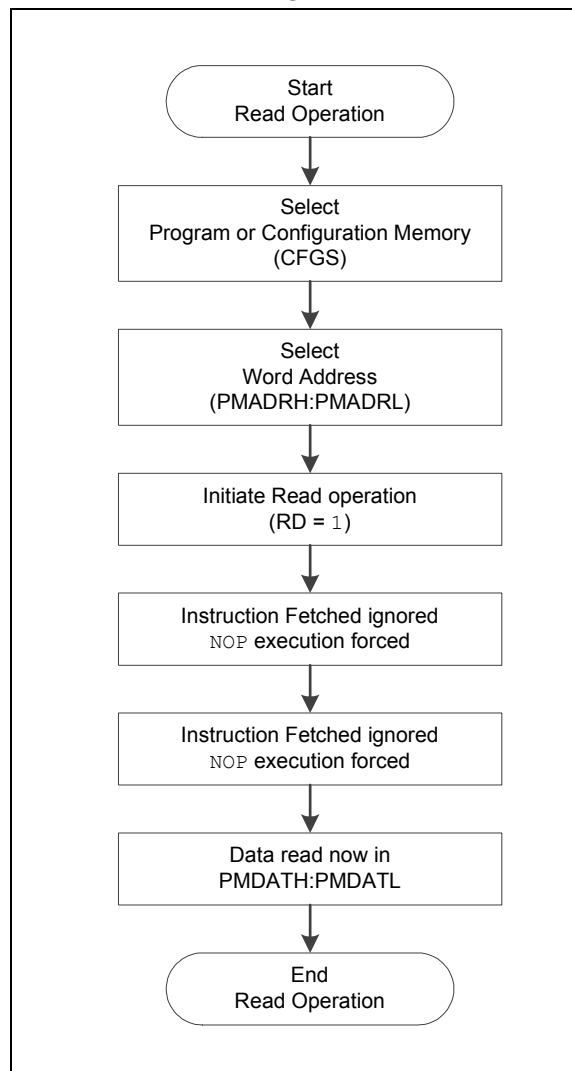 Start
Read Operation
Select
Program or Configuration Memory
(CFGS)
Select
Word Address
(PMADRH:PMADRL)
Initiate Read operation
(RD = 1)
Instruction Fetched ignored
NOP execution forced
Instruction Fetched ignored
NOP execution forced
Data read now in
PMDATH:PMDATL
End
Read Operation